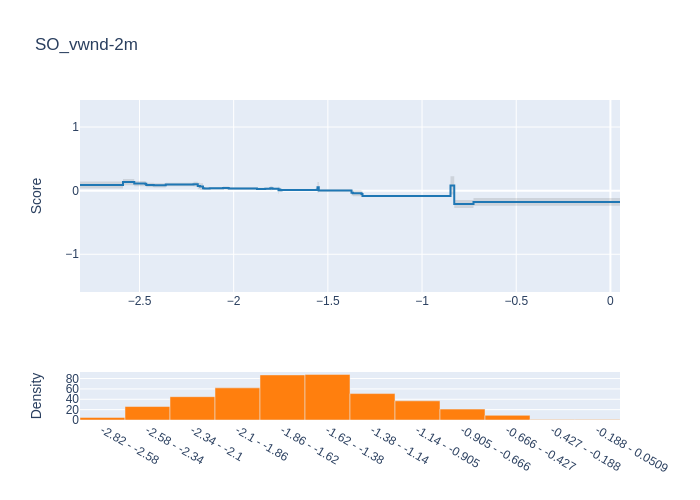 SO_vwnd-2m
1
0
−1
Score
−2.5
−2
−1.5
−1
−0.5
0
80
60
40
20
0
Density
-2.82 - -2.58
-2.58 - -2.34
-2.34 - -2.1
-2.1 - -1.86
-1.86 - -1.62
-1.62 - -1.38
-1.38 - -1.14
-1.14 - -0.905
-0.905 - -0.666
-0.666 - -0.427
-0.427 - -0.188
-0.188 - 0.0509